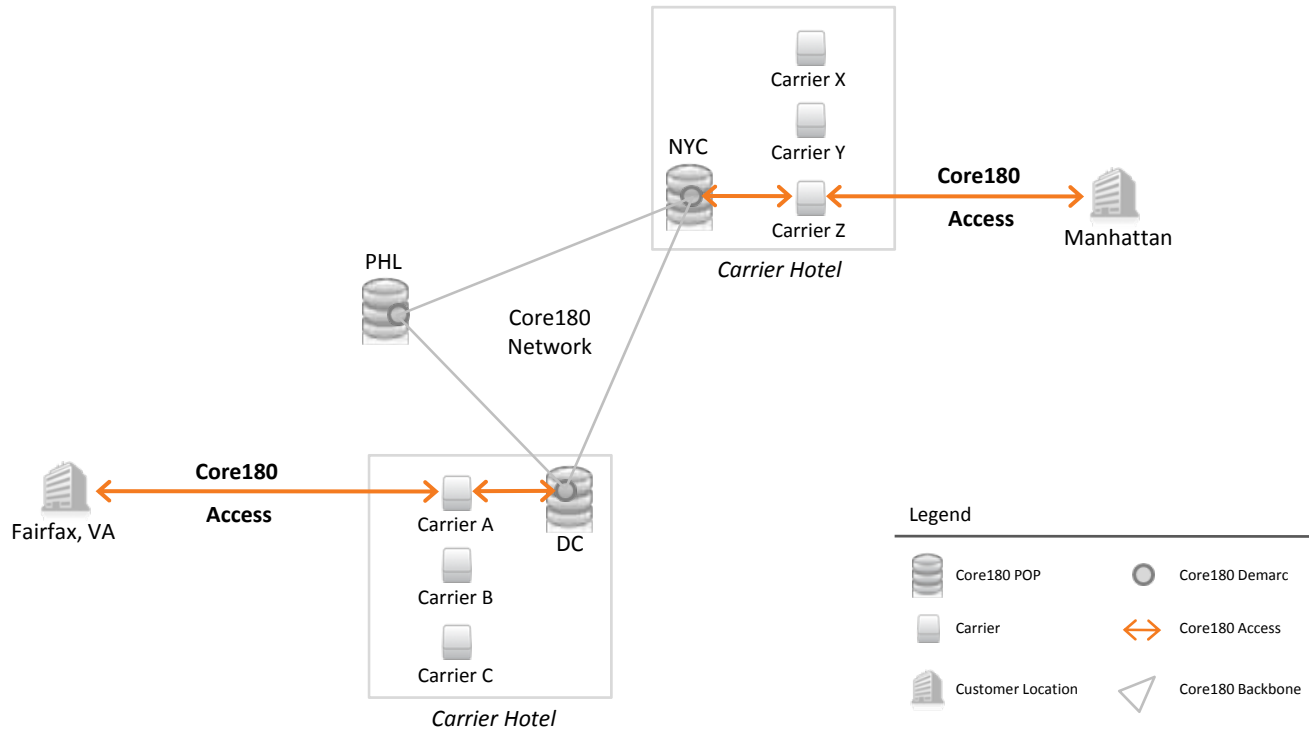 Carrier X
Carrier Y
NYC
Carrier Z
Core180
Access
Manhattan
Carrier Hotel
PHL
Core180
Network
Core180
Access
Fairfax, VA
Carrier A
DC
Carrier B
Carrier C
Carrier Hotel
Legend
Core180 POP
Core180 Demarc
Carrier
Core180 Access
Customer Location
Core180 Backbone